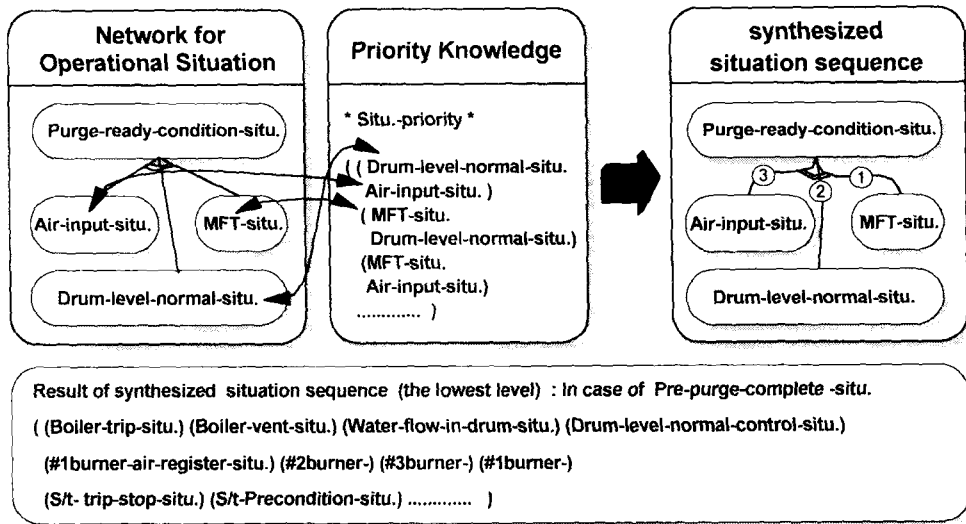 Network for
Operational Situation
Purge-ready-condition-situ.
Air-input-situ.
MFT-situ.
Drum-level-normal-situ.
Priority Knowledge
* Situ.-priority *
( ( Drum-level-normal-situ.
Air-input-situ. )
( MFT-situ.
Drum-level-normal-situ.)
(MFT-situ.
Air-input-situ.)
............. )
synthesized
situation sequence
Purge-ready-condition-situ.
3
2
1
Air-input-situ.
MFT-situ.
Drum-level-normal-situ.
Result of synthesized situation sequence (the lowest level) : In case of Pre-purge-complete -situ.
( (Boiler-trip-situ.) (Boiler-vent-situ.) (Water-flow-in-drum-situ.) (Drum-level-normal-control-situ.)
(#1burner-air-register-situ.) (#2burner-) (#3burner-) (#1burner-)
(S/t- trip-stop-situ.) (S/t-Precondition-situ.) ............. )